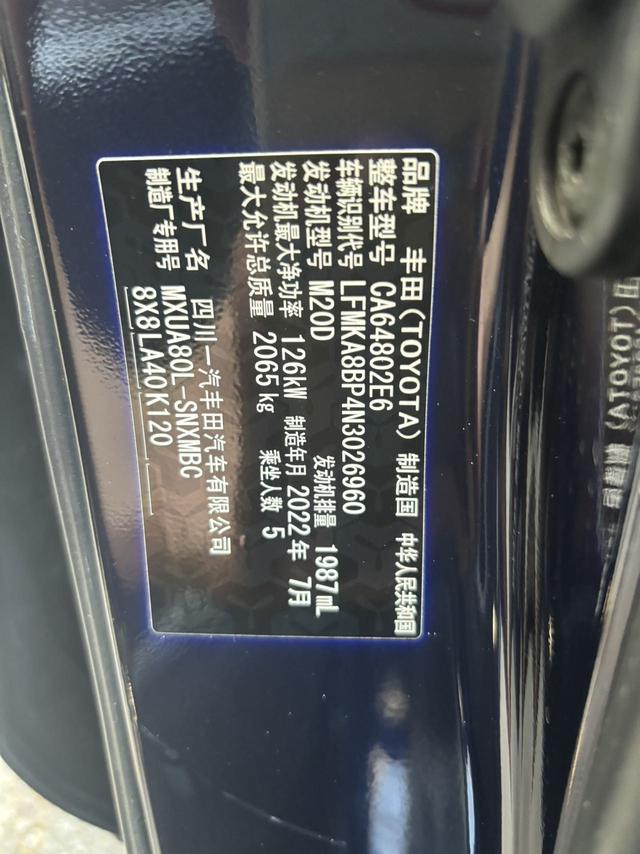 品牌 丰田(TOYOTA) 制造国 中华人民共和国
整车型号 CA64802E6
车辆识别代号 LFMKA8BP4N3026960
发动机型号 M20D 发动机排量 1987mL
发动机最大净功率 126kW 制造年月 2022年 7月
最大允许总质量 2065kg 乘坐人数 5
生产厂名 四川一汽丰田汽车有限公司
制造厂专用号 MXUA80L-SNXMBC
8X8 LA40 K120